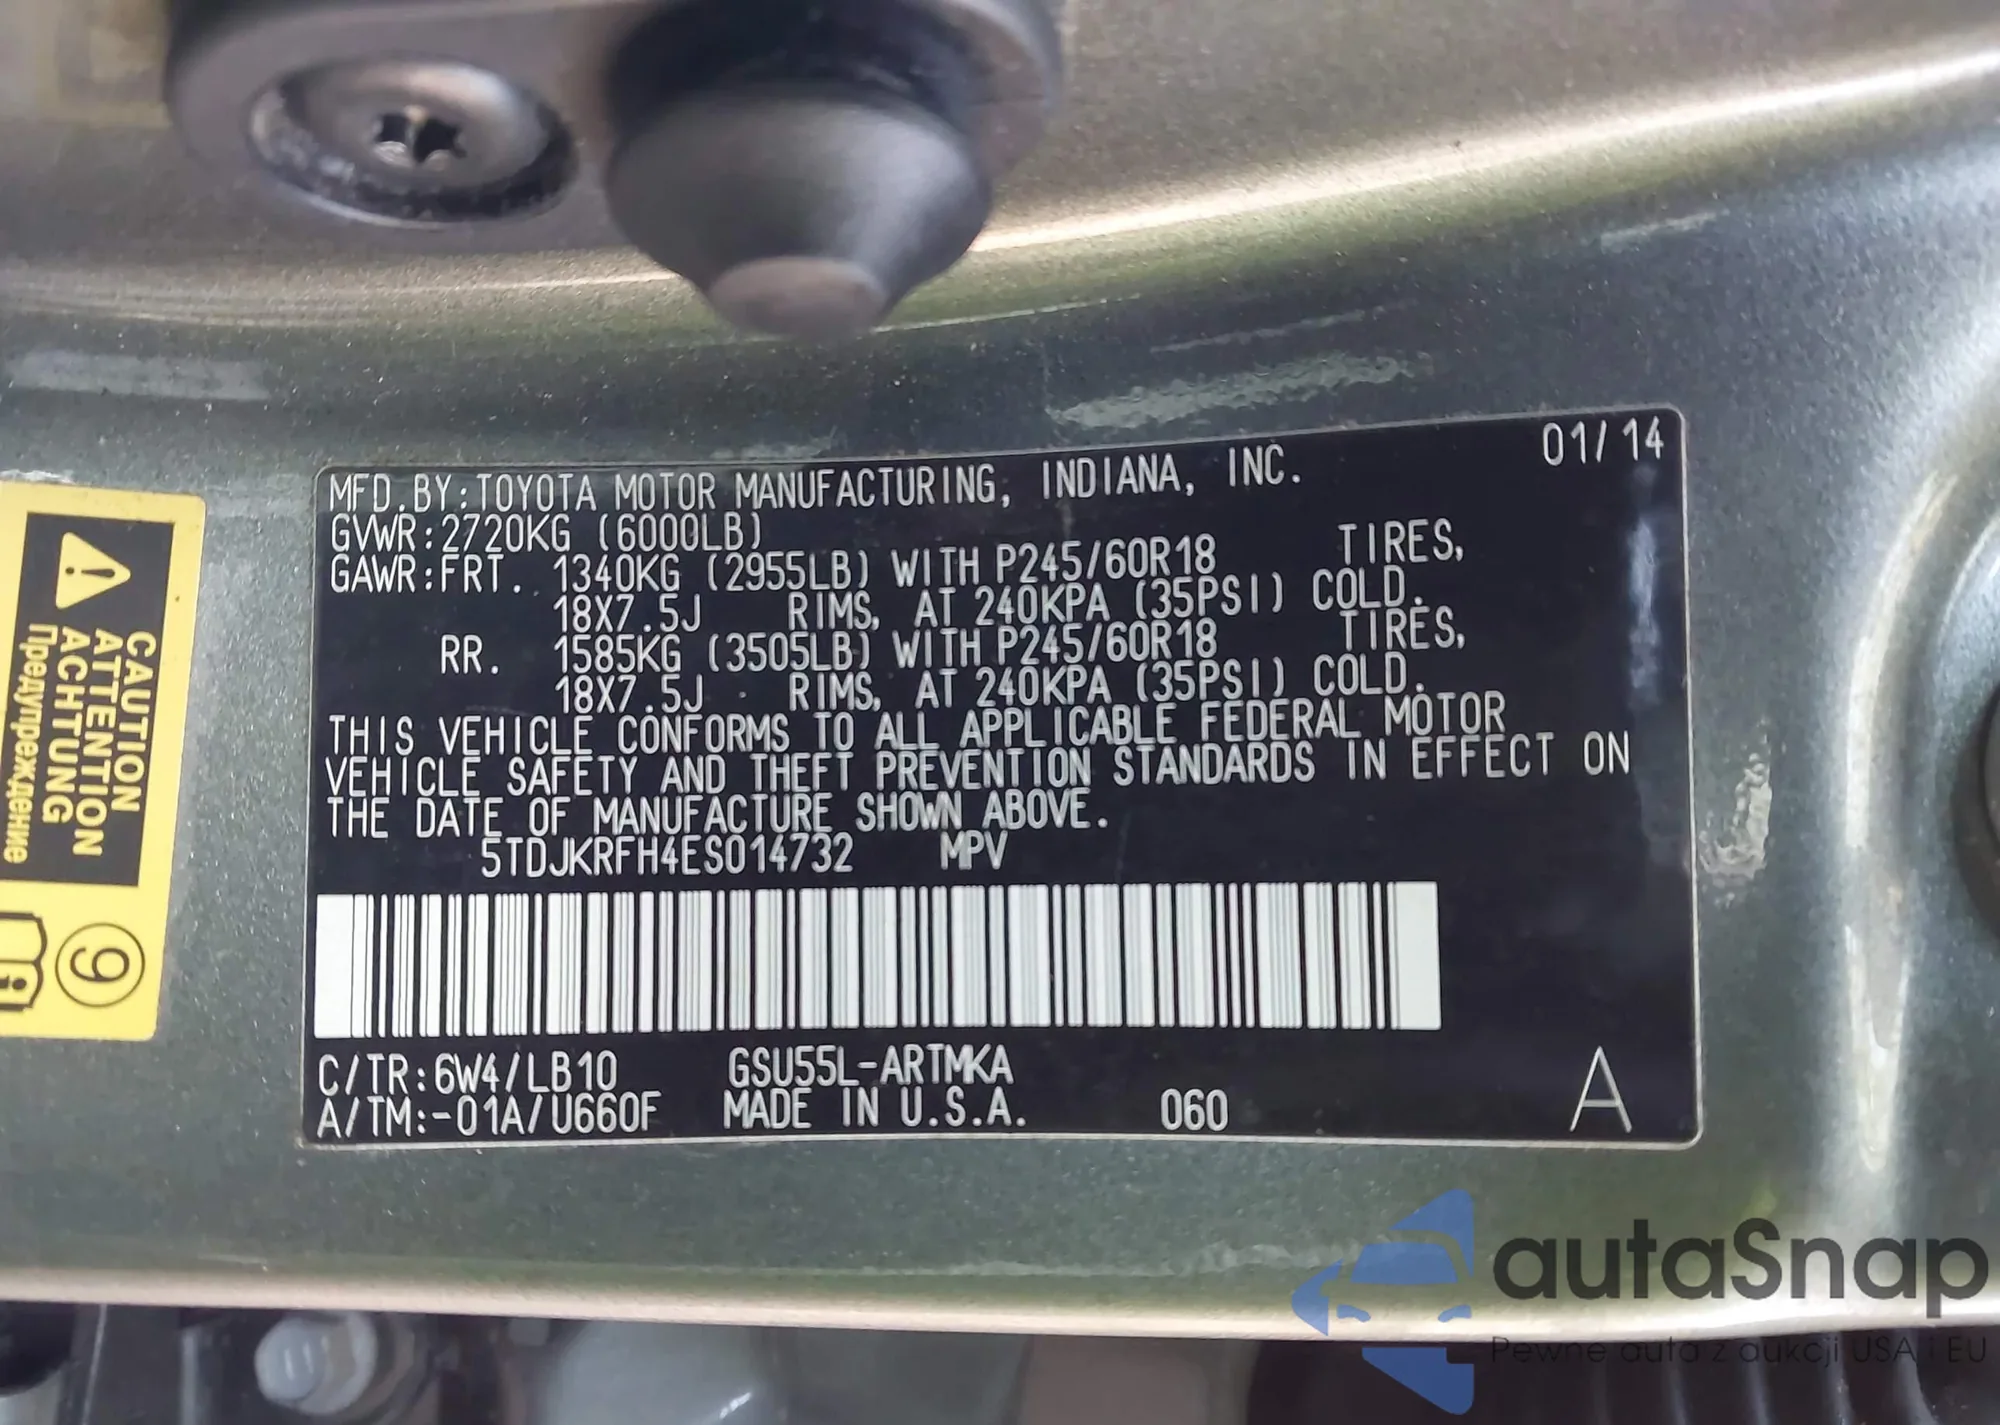 01/14
MFD.BY:TOYOTA MOTOR MANUFACTURING, INDIANA, INC.
GVWR:2720KG (6000LB)
GAWR:FRT. 1340KG (2955LB) WITH P245/60R18 TIRES,
18X7.5J RIMS, AT 240KPA (35PSI) COLD.
RR. 1585KG (3505LB) WITH P245/60R18 TIRES,
18X7.5J RIMS, AT 240KPA (35PSI) COLD.
THIS VEHICLE CONFORMS TO ALL APPLICABLE FEDERAL MOTOR
VEHICLE SAFETY AND THEFT PREVENTION STANDARDS IN EFFECT ON
THE DATE OF MANUFACTURE SHOWN ABOVE.
5TDJKRFH4ES014732 MPV
C/TR:6W4/LB10 GSU55L-ARTMKA
A/TM:-01A/U660F MADE IN U.S.A. 060 A
CAUTION
ATTENTION
ACHTUNG
Предупреждение
9
autaSnap
Pewne auta z aukcji USA i EU